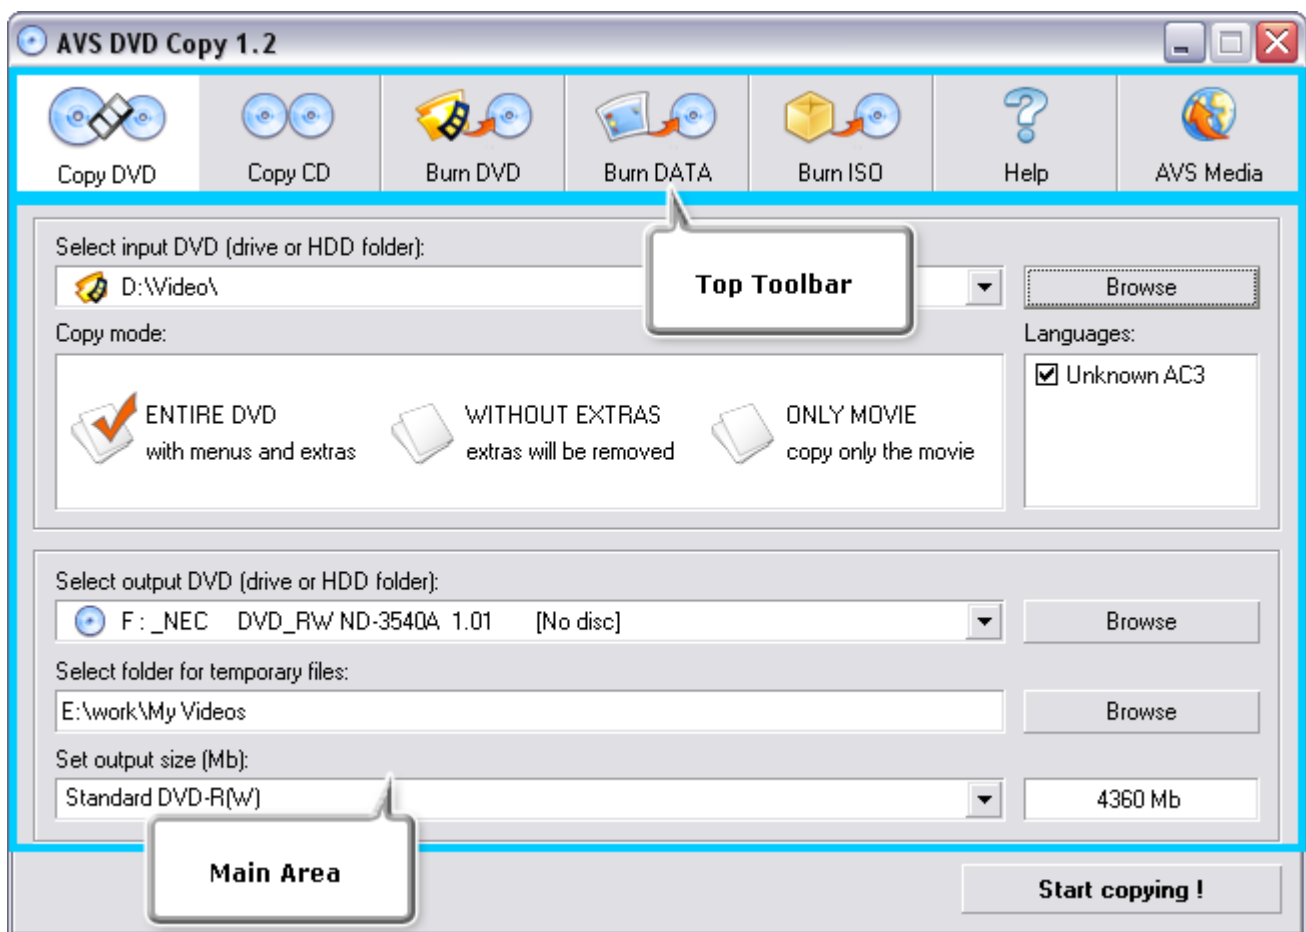 AVS DVD Copy 1.2
Copy DVD
Copy CD
Burn DVD
Burn DATA
Burn ISO
Help
AVS Media
Top Toolbar
Select input DVD (drive or HDD folder):
D:\Video\
Browse
Copy mode:
Languages:
ENTIRE DVD
with menus and extras
WITHOUT EXTRAS
extras will be removed
ONLY MOVIE
copy only the movie
Unknown AC3
Select output DVD (drive or HDD folder):
F : _NEC DVD_RW ND-3540A 1.01 [No disc]
Browse
Select folder for temporary files:
E:\work\My Videos
Browse
Set output size (Mb):
Standard DVD-R(W)
4360 Mb
Main Area
Start copying !